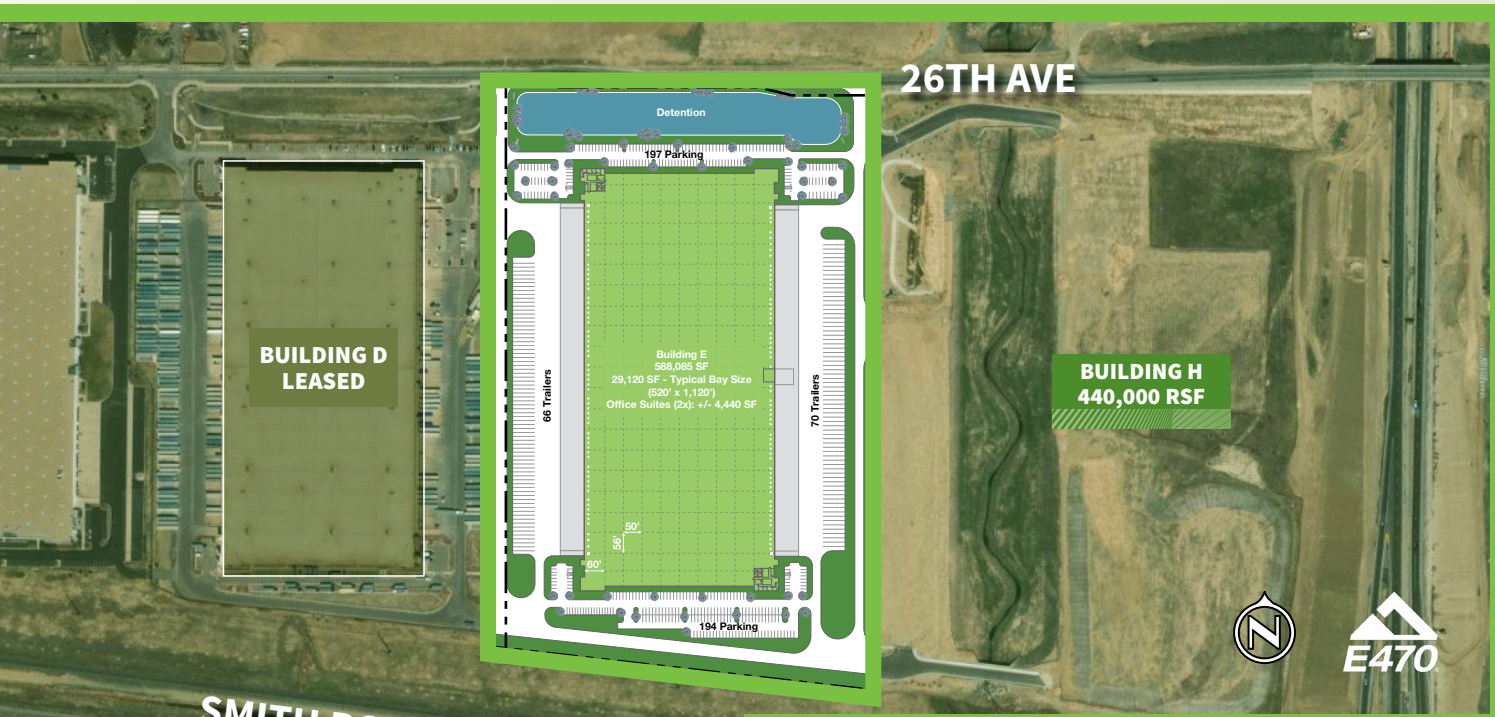 26TH AVE
Detention
197 Parking
BUILDING D
LEASED
66 Trailers
Building E
588,085 SF
29,120 SF - Typical Bay Size
(520' x 1,120')
Office Suites (2x): +/- 4,440 SF
70 Trailers
BUILDING H
440,000 RSF
50'
56'
60'
194 Parking
N
E470
SMITH